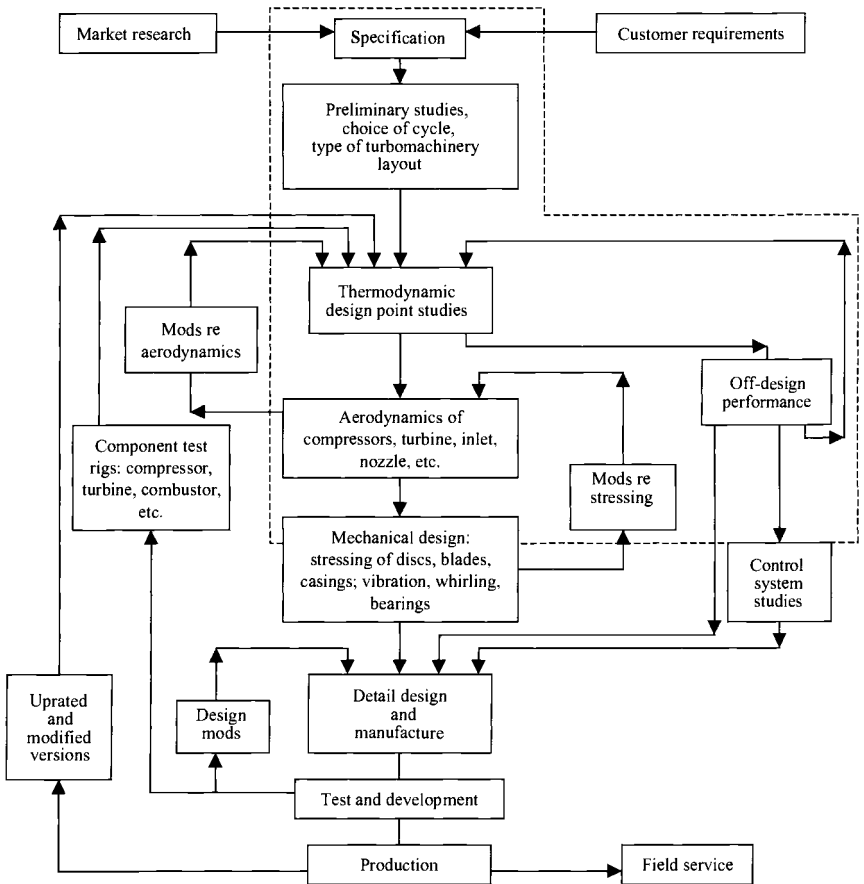 Market research
Specification
Customer requirements
Preliminary studies,
choice of cycle,
type of turbomachinery
layout
Thermodynamic
design point studies
Mods re
aerodynamics
Off-design
performance
Aerodynamics of
compressors, turbine, inlet,
nozzle, etc.
Component test
rigs: compressor,
turbine, combustor,
etc.
Mods re
stressing
Mechanical design:
stressing of discs, blades,
casings; vibration, whirling,
bearings
Control
system
studies
Uprated
and
modified
versions
Design
mods
Detail design
and
manufacture
Test and development
Production
Field service